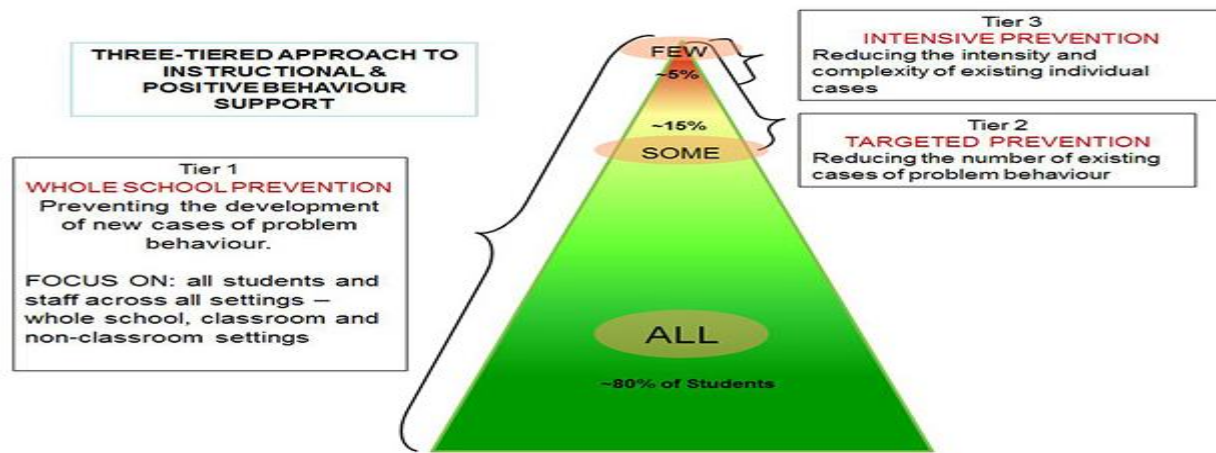 THREE-TIERED APPROACH TO
INSTRUCTIONAL &
POSITIVE BEHAVIOUR
SUPPORT
Tier 1
WHOLE SCHOOL PREVENTION
Preventing the development
of new cases of problem
behaviour.
FOCUS ON: all students and
staff across all settings –
whole school, classroom and
non-classroom settings
FEW
~5%
~15%
SOME
ALL
~80% of Students
Tier 3
INTENSIVE PREVENTION
Reducing the intensity and
complexity of existing individual
cases
Tier 2
TARGETED PREVENTION
Reducing the number of existing
cases of problem behaviour